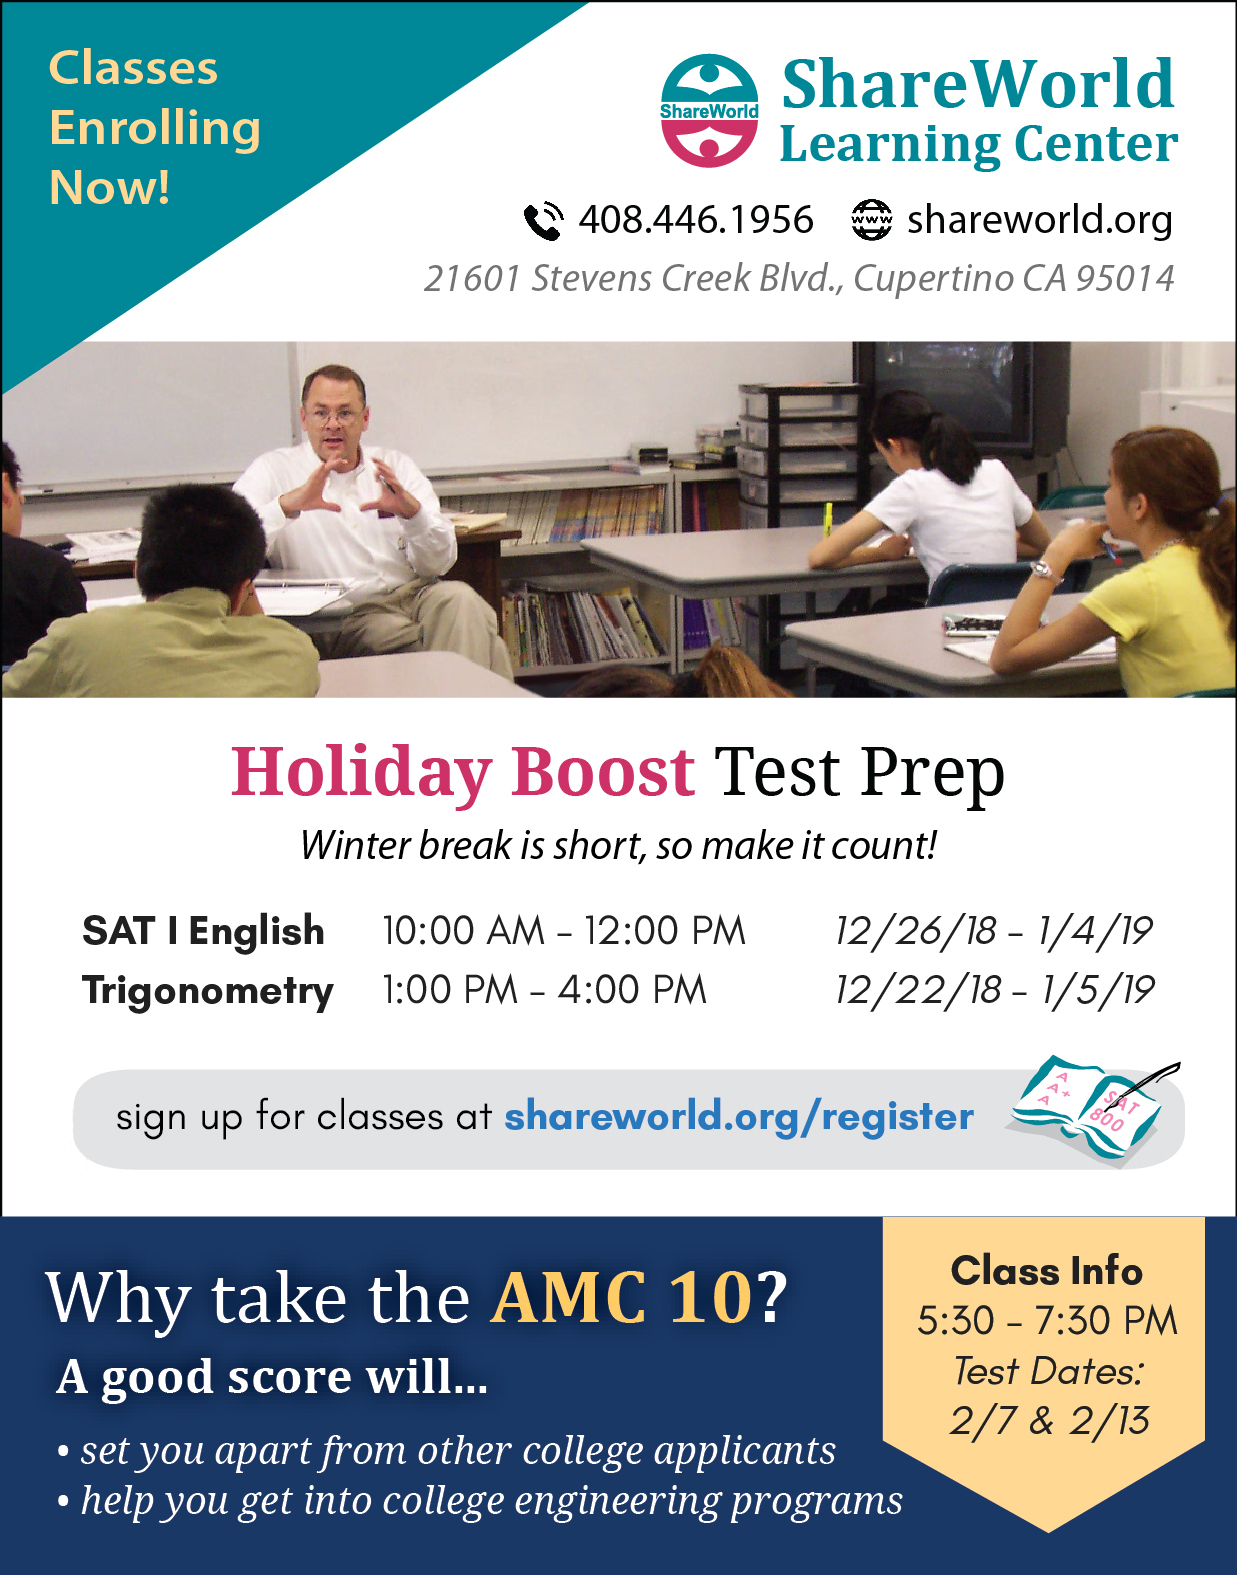 Classes
Enrolling
Now!
ShareWorld
ShareWorld
Learning Center
408.446.1956
www
shareworld.org
21601 Stevens Creek Blvd., Cupertino CA 95014
Holiday Boost Test Prep
Winter break is short, so make it count!
SAT I English 10:00 AM – 12:00 PM 12/26/18 – 1/4/19
Trigonometry 1:00 PM – 4:00 PM 12/22/18 – 1/5/19
sign up for classes at shareworld.org/register
A
A+
A
SAT
800
Why take the AMC 10?
A good score will...
• set you apart from other college applicants
• help you get into college engineering programs
Class Info
5:30 – 7:30 PM
Test Dates:
2/7 & 2/13